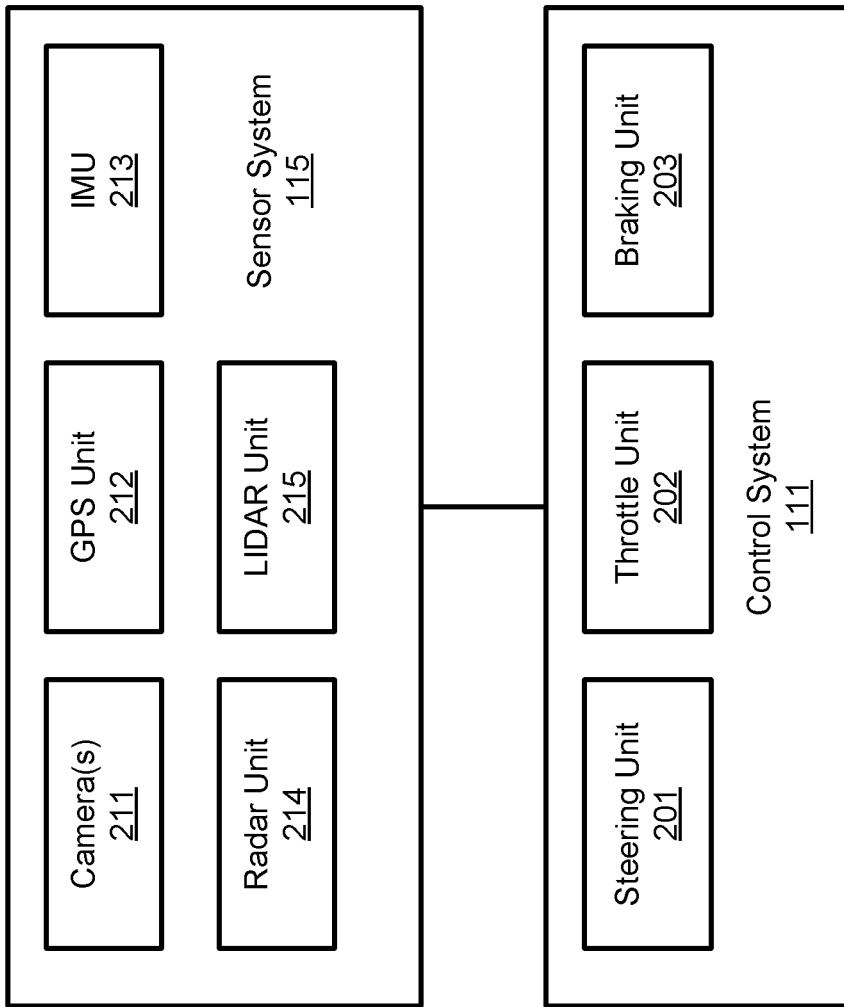 Camera(s)
211
GPS Unit
212
IMU
213
Radar Unit
214
LIDAR Unit
215
Sensor System
115
Steering Unit
201
Throttle Unit
202
Braking Unit
203
Control System
111